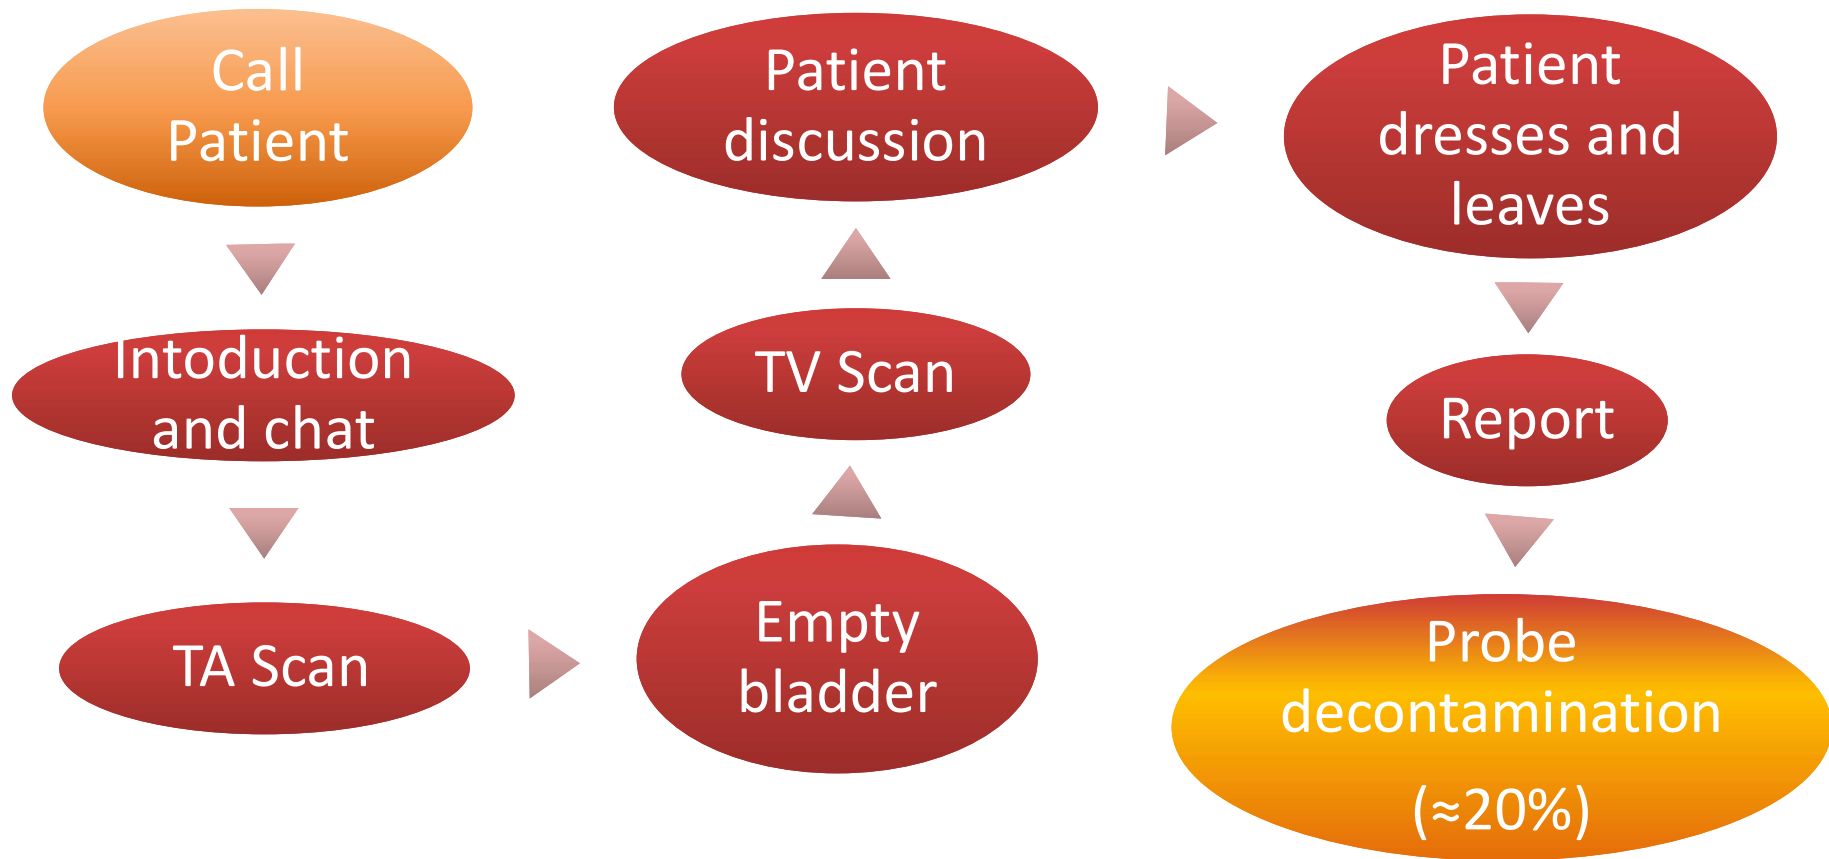 Call
Patient
Intoduction
and chat
TA Scan
Empty
bladder
TV Scan
Patient
discussion
Patient
dresses and
leaves
Report
Probe
decontamination
(≈20%)